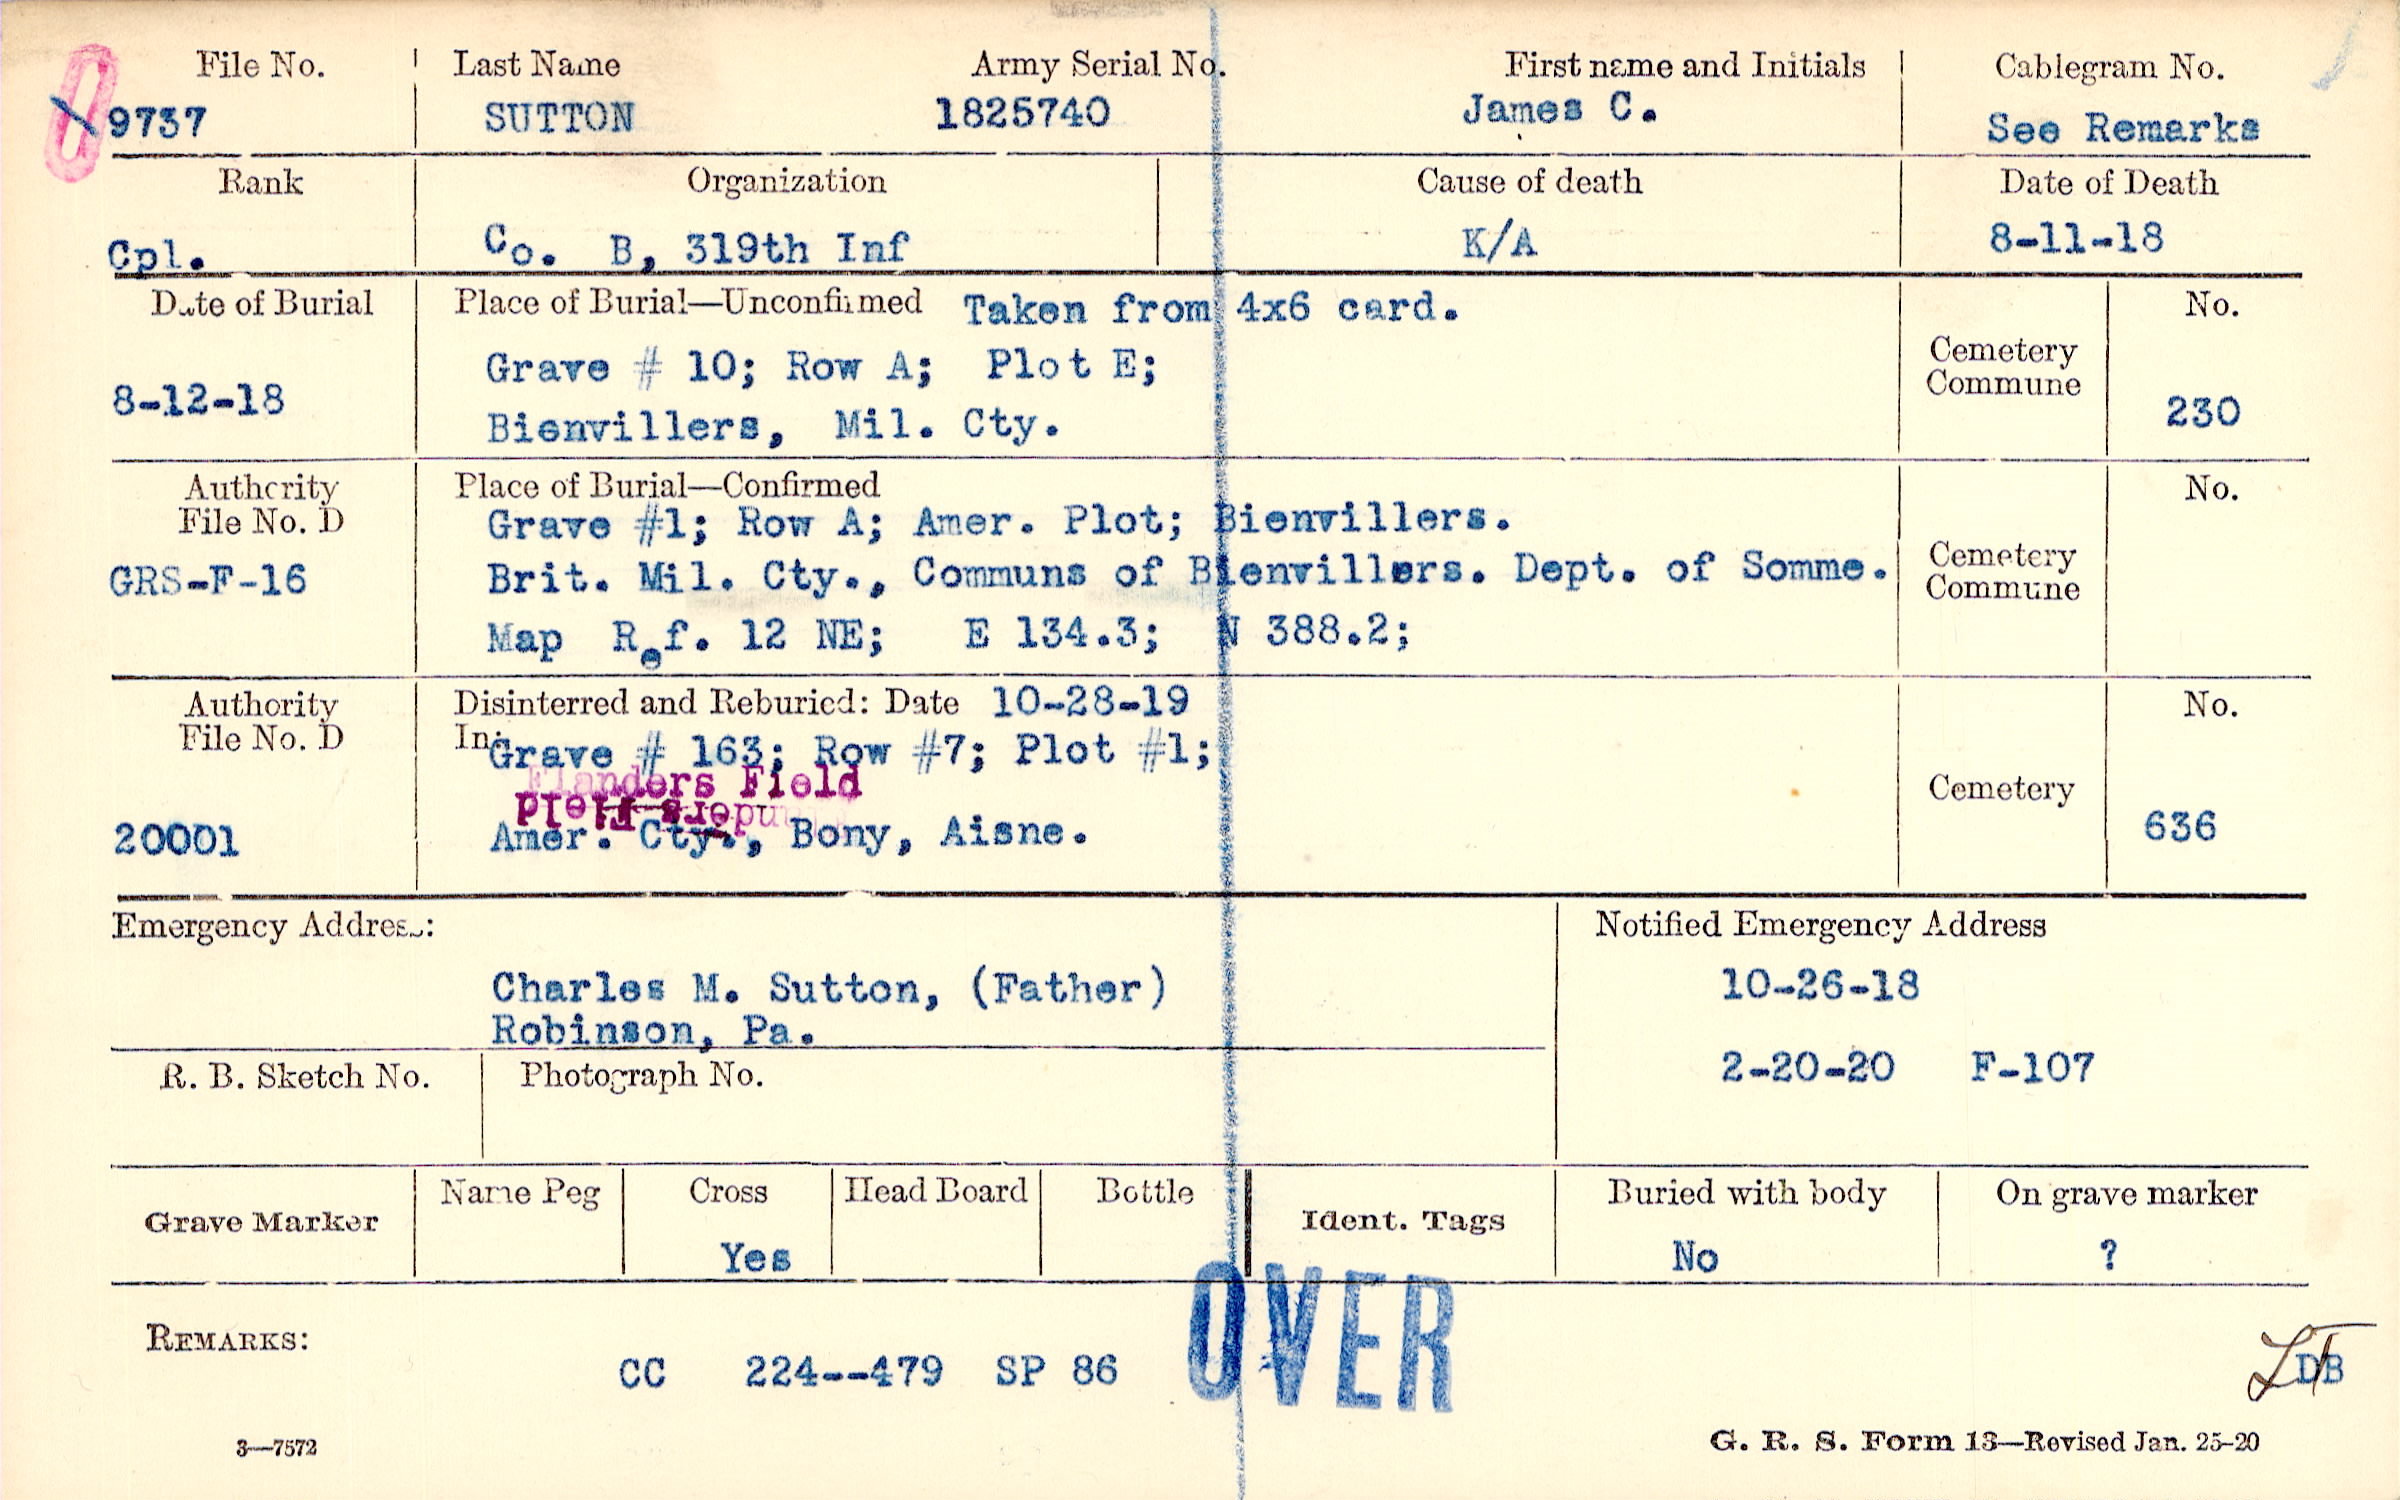 File No. Last Name Army Serial No. First name and Initials Cablegram No.
9737 SUTTON 1825740 James C. See Remarks
Rank Organization Cause of death Date of Death
Cpl. Co. B, 319th Inf K/A 8-11-18
Date of Burial Place of Burial—Unconfirmed Taken from 4x6 card. No.
Grave # 10; Row A; Plot E; Cemetery
Commune
8-12-18 230
Bienvillers, Mil. Cty.
Authority Place of Burial—Confirmed No.
File No. D Grave #1; Row A; Amer. Plot; Bienvillers.
GRS-F-16 Brit. Mil. Cty., Communs of Bienvillers. Dept. of Somme. Cemetery
Commune
Map Ref. 12 NE; E 134.3; N 388.2;
Authority Disinterred and Reburied: Date 10-28-19 No.
File No. D In: Grave # 163; Row #7; Plot #1;
Flanders Field Cemetery
Flanders Field
20001 Amer. Cty., Bony, Aisne. 636
Emergency Address: Notified Emergency Address
Charles M. Sutton, (Father) 10-26-18
Robinson, Pa.
R. B. Sketch No. Photograph No. 2-20-20 F-107
Grave Marker Name Peg Cross Head Board Bottle Ident. Tags Buried with body On grave marker
Yes No ?
OVER
REMARKS:
CC 224--479 SP 86 DB
3—7572 G. R. S. Form 13—Revised Jan. 25-20